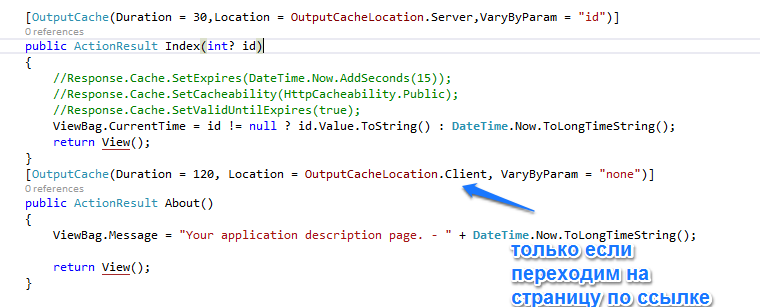 [OutputCache(Duration = 30,Location = OutputCacheLocation.Server,VaryByParam = "id")]
0 references
public ActionResult Index(int? id)
{
//Response.Cache.SetExpires(DateTime.Now.AddSeconds(15));
//Response.Cache.SetCacheability(HttpCacheability.Public);
//Response.Cache.SetValidUntilExpires(true);
ViewBag.CurrentTime = id != null ? id.Value.ToString() : DateTime.Now.ToLongTimeString();
return View();
}
[OutputCache(Duration = 120, Location = OutputCacheLocation.Client, VaryByParam = "none")]
0 references
public ActionResult About()
{
ViewBag.Message = "Your application description page. - " + DateTime.Now.ToLongTimeString();
return View();
}
только если
переходим на
страницу по ссылке